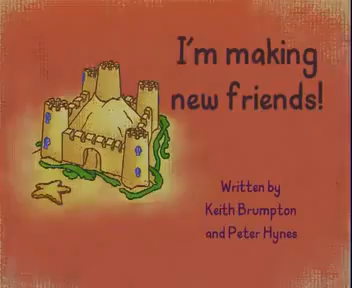 I'm making
new friends!
Written by
Keith Brumpton
and Peter Hynes